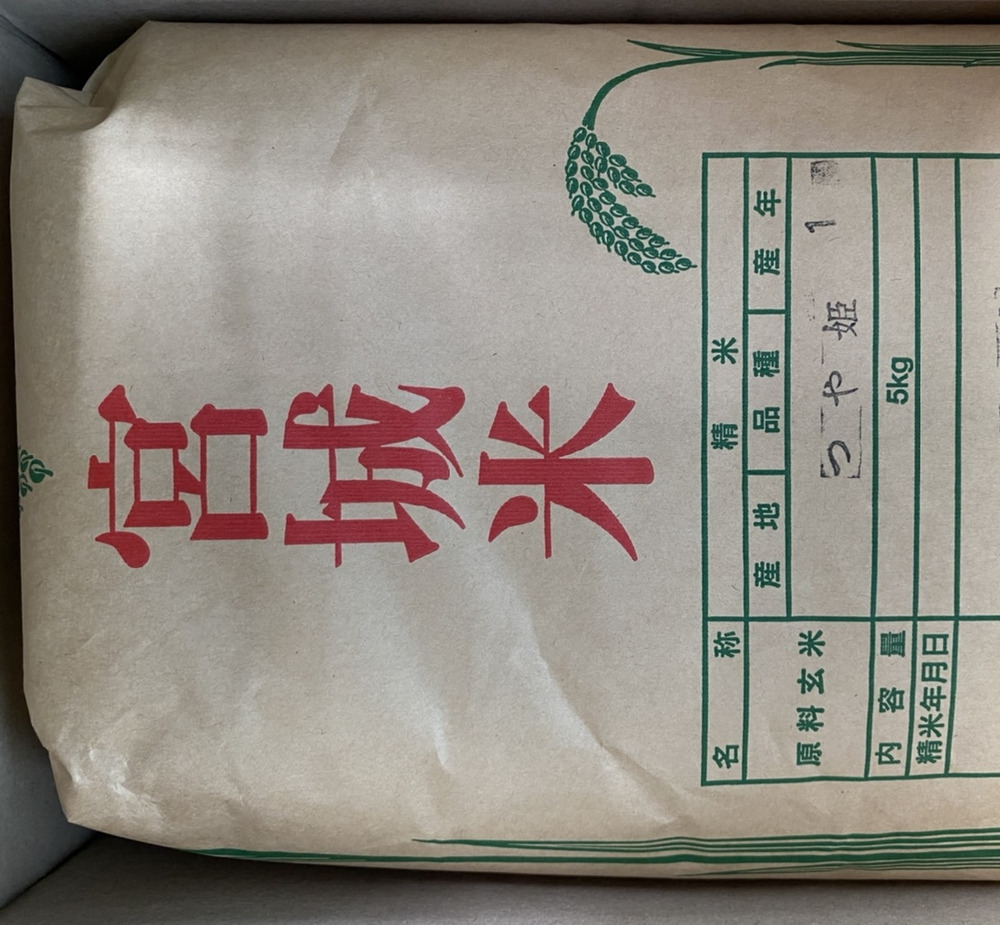 宮城米
名称 精米
産地 品種 産年
原料玄米 つや姫 1
内容量 5kg
精米年月日